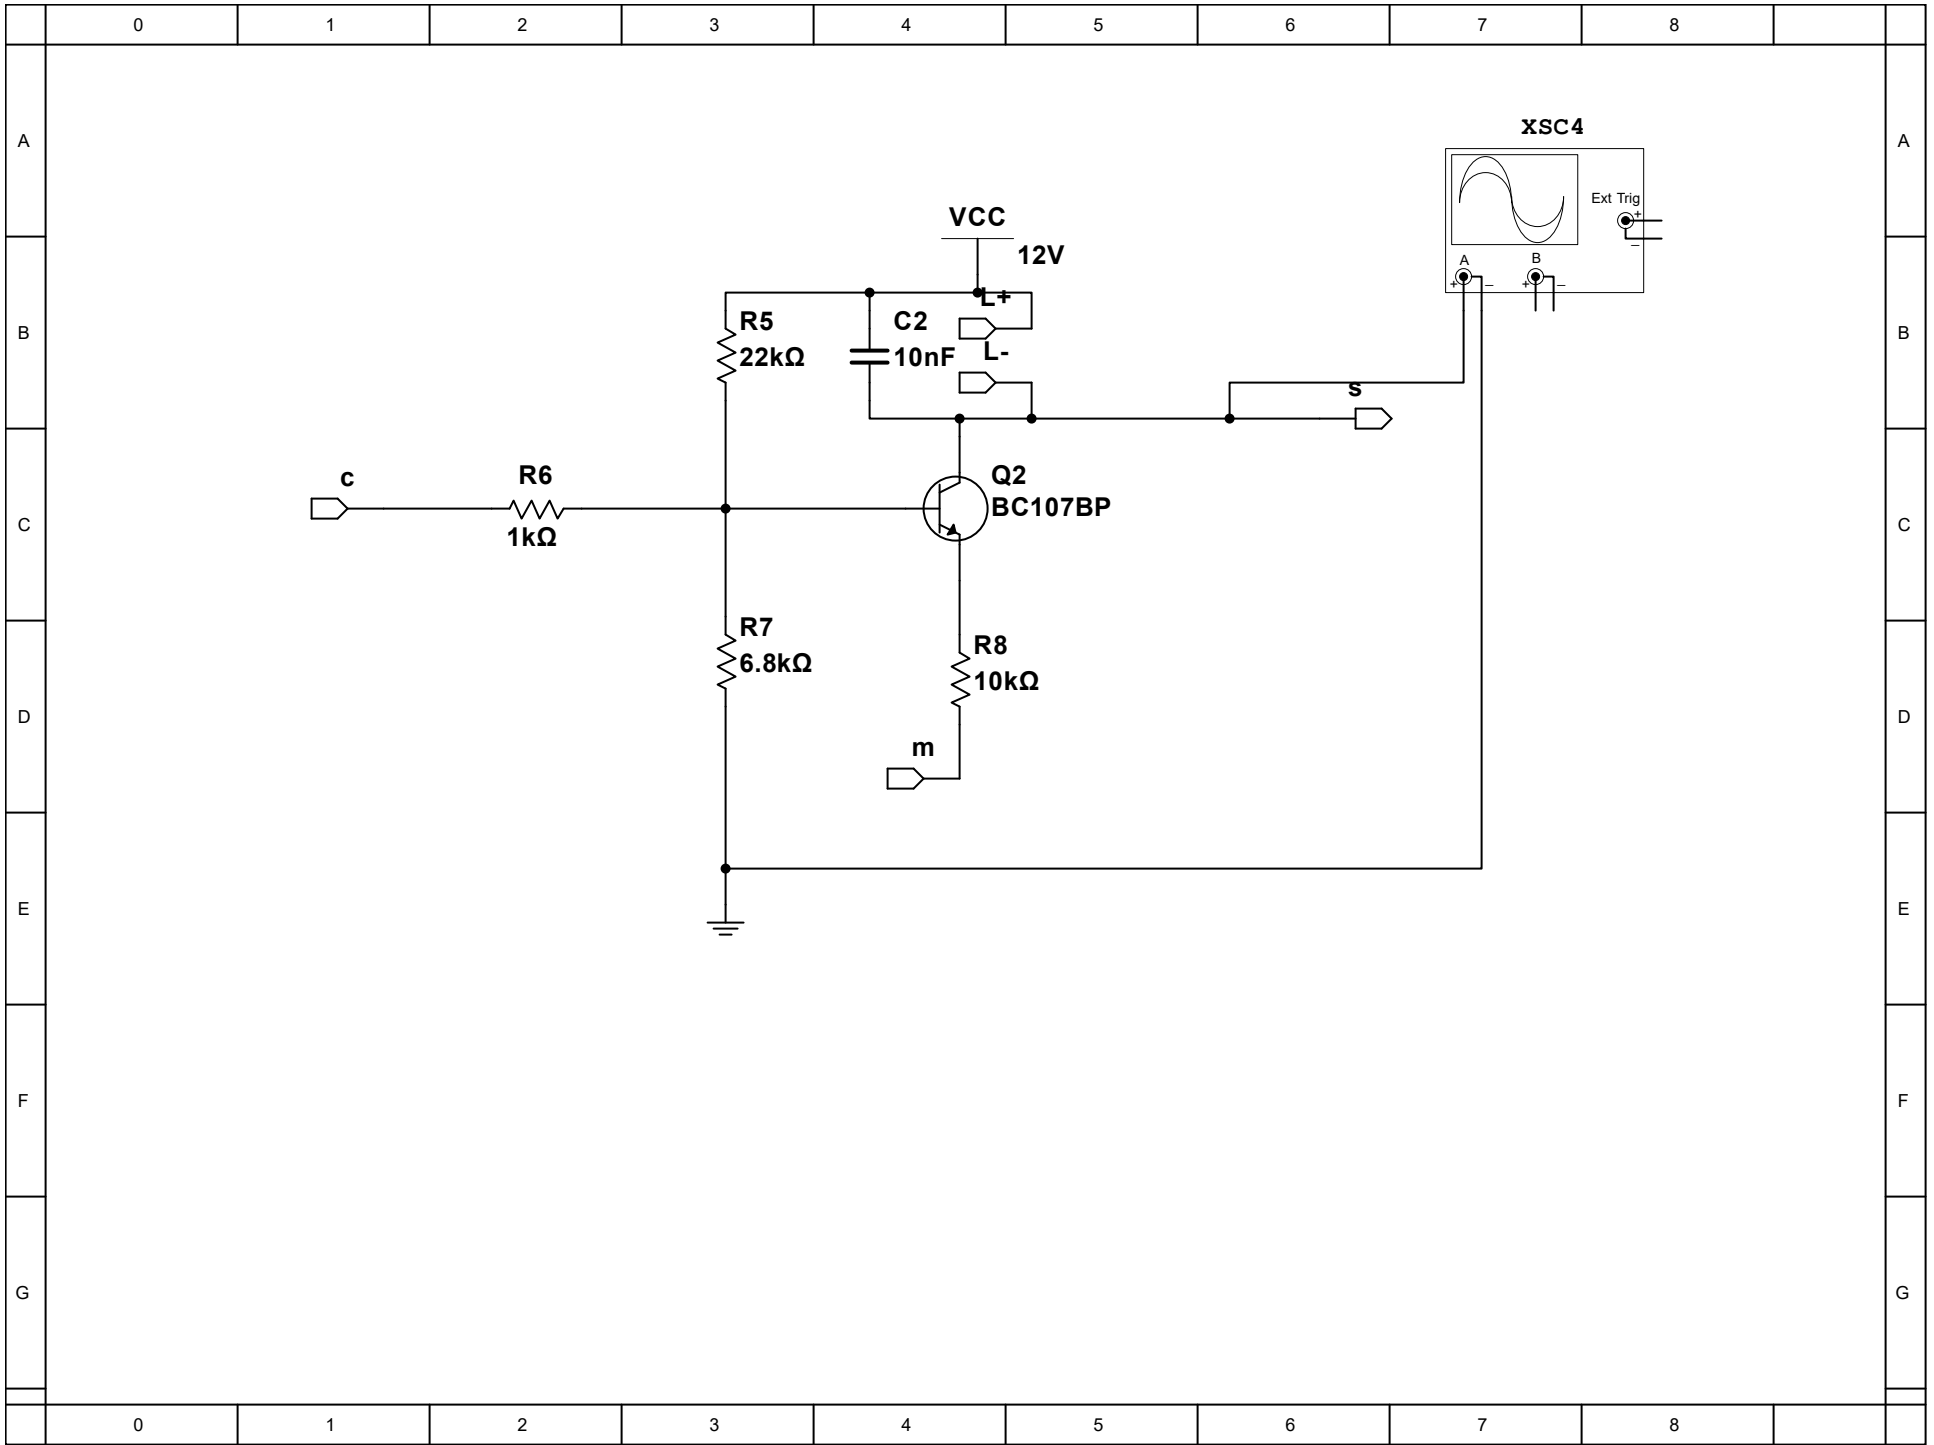 0 1 2 3 4 5 6 7 8
A A
XSC4
Ext Trig
+
_
A B
+ _ + _
VCC
12V
B B
L+
R5
22kΩ
C2
10nF
L-
s
C C
c
R6
1kΩ
Q2
BC107BP
R7
6.8kΩ
R8
10kΩ
D D
m
E E
F F
G G
0 1 2 3 4 5 6 7 8